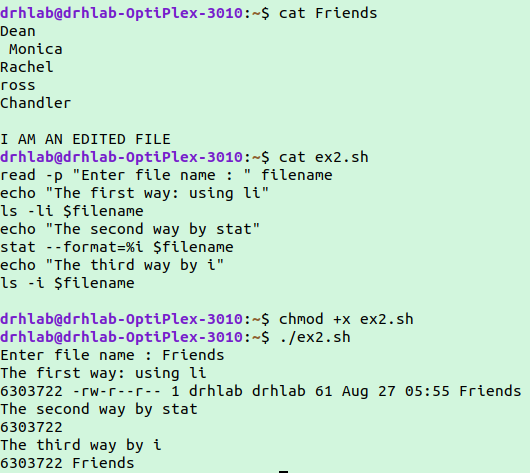 drhlab@drhlab-OptiPlex-3010:~$ cat Friends
Dean
 Monica
Rachel
ross
Chandler

I AM AN EDITED FILE
drhlab@drhlab-OptiPlex-3010:~$ cat ex2.sh
read -p "Enter file name : " filename
echo "The first way: using li"
ls -li $filename
echo "The second way by stat"
stat --format=%i $filename
echo "The third way by i"
ls -i $filename

drhlab@drhlab-OptiPlex-3010:~$ chmod +x ex2.sh
drhlab@drhlab-OptiPlex-3010:~$ ./ex2.sh
Enter file name : Friends
The first way: using li
6303722 -rw-r--r-- 1 drhlab drhlab 61 Aug 27 05:55 Friends
The second way by stat
6303722
The third way by i
6303722 Friends